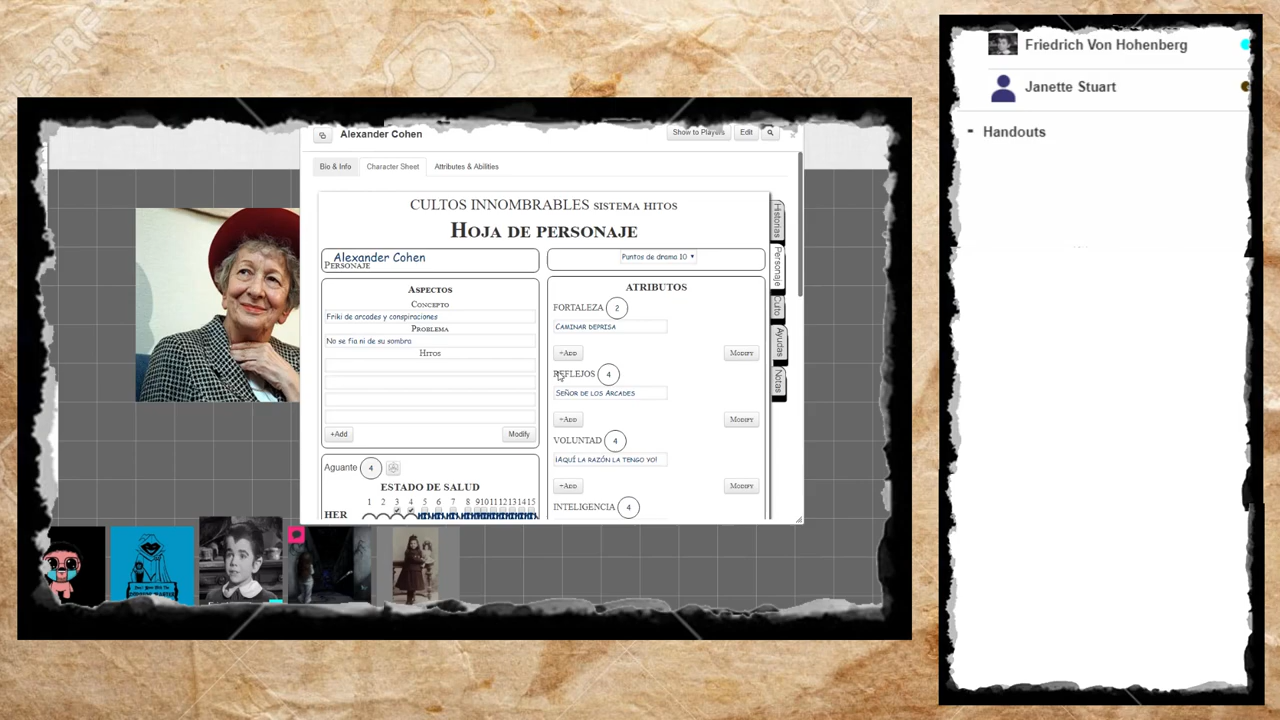 Alexander Cohen
Show to Players
Edit
Bio & Info
Character Sheet
Attributes & Abilities
CULTOS INNOMBRABLES SISTEMA HITOS
HOJA DE PERSONAJE
Alexander Cohen
PERSONAJE
Puntos de drama 10
ASPECTOS
CONCEPTO
Friki de arcades y conspiraciones
PROBLEMA
No se fía ni de su sombra
HITOS
+Add
Modify
Aguante 4
ESTADO DE SALUD
1 2 3 4 5 6 7 8 9 10 11 12 13 14 15
HER
ATRIBUTOS
FORTALEZA 2
CAMINAR DEPRISA
+ADD
MODIFY
REFLEJOS 4
SEÑOR DE LOS ARCADES
+ADD
MODIFY
VOLUNTAD 4
¡AQUÍ LA RAZÓN LA TENGO YO!
+ADD
MODIFY
INTELIGENCIA 4
Historias
Personaje
Culto
Ayudas
Notas
Friedrich Von Hohenberg
Janette Stuart
Handouts